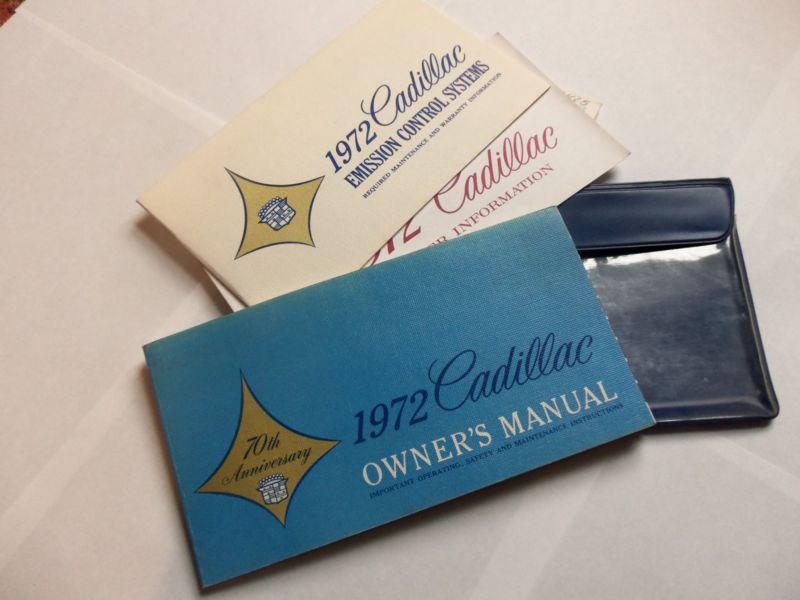 1972 Cadillac
EMISSION CONTROL SYSTEMS
REQUIRED MAINTENANCE AND WARRANTY INFORMATION
Cadillac
INFORMATION
70th
Anniversary
1972 Cadillac
OWNER'S MANUAL
IMPORTANT OPERATING, SAFETY AND MAINTENANCE INSTRUCTIONS